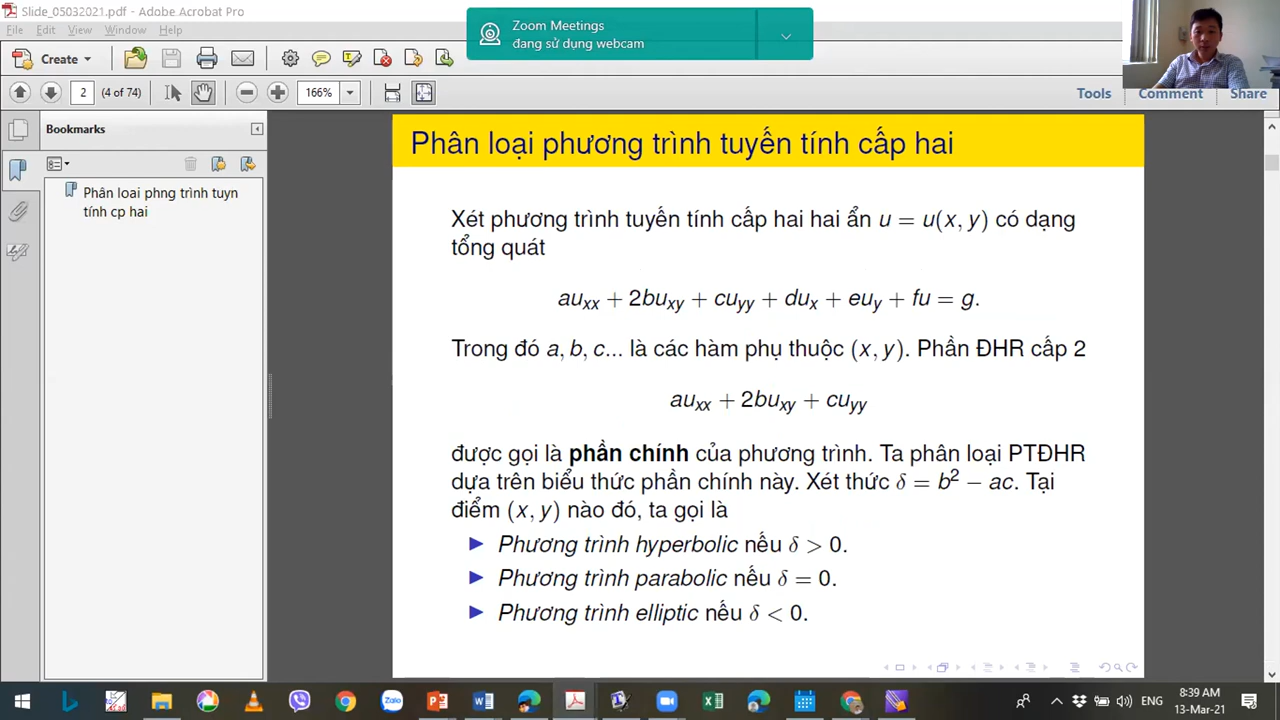 Slide_05032021.pdf - Adobe Acrobat Pro
File Edit View Window Help
Zoom Meetings
đang sử dụng webcam
Create
2 (4 of 74) 166%
Tools Comment Share
Bookmarks
Phân loai phng trình tuyn
tính cp hai
Phân loại phương trình tuyến tính cấp hai
Xét phương trình tuyến tính cấp hai hai ẩn u = u(x, y) có dạng
tổng quát
au_xx + 2bu_xy + cu_yy + du_x + eu_y + fu = g.
Trong đó a, b, c... là các hàm phụ thuộc (x, y). Phần ĐHR cấp 2
au_xx + 2bu_xy + cu_yy
được gọi là phần chính của phương trình. Ta phân loại PTĐHR
dựa trên biểu thức phần chính này. Xét thức δ = b² − ac. Tại
điểm (x, y) nào đó, ta gọi là
▶ Phương trình hyperbolic nếu δ > 0.
▶ Phương trình parabolic nếu δ = 0.
▶ Phương trình elliptic nếu δ < 0.
ENG
8:39 AM
13-Mar-21